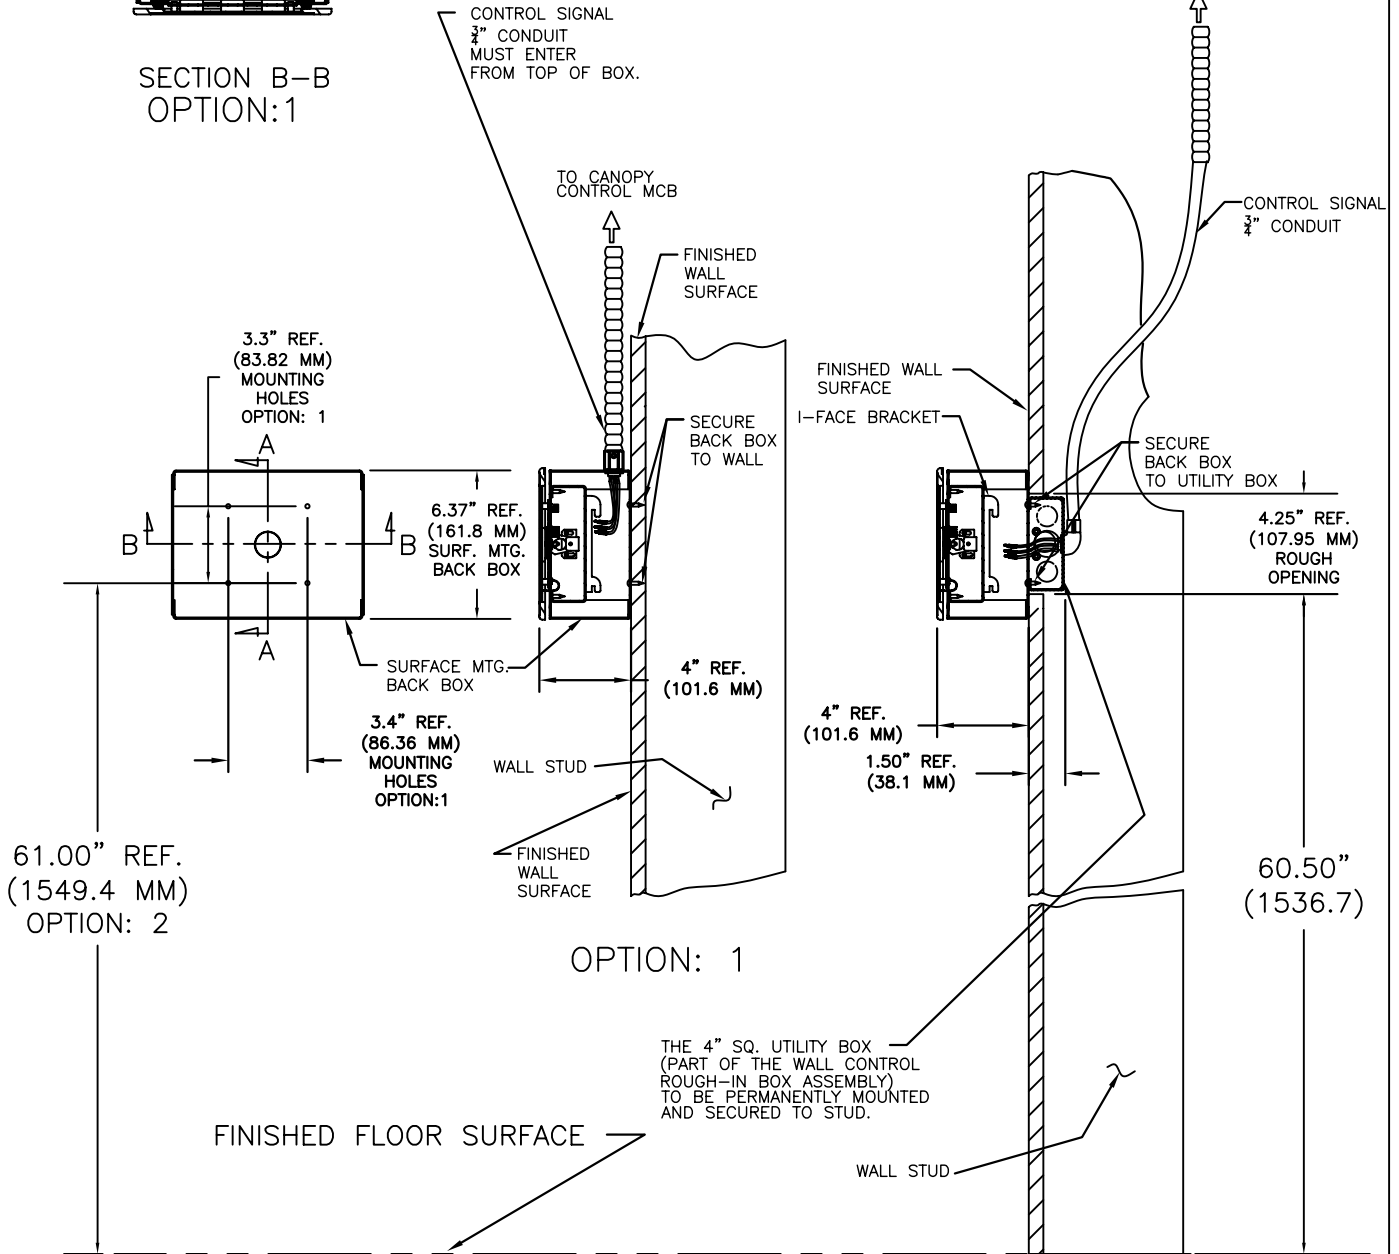 CONTROL SIGNAL
3/4" CONDUIT
MUST ENTER
FROM TOP OF BOX.
SECTION B-B
OPTION:1
TO CANOPY
CONTROL MCB
CONTROL SIGNAL
3/4" CONDUIT
FINISHED
WALL
SURFACE
3.3" REF.
(83.82 MM)
MOUNTING
HOLES
OPTION: 1
FINISHED WALL
SURFACE
I-FACE BRACKET
SECURE
BACK BOX
TO WALL
SECURE
BACK BOX
TO UTILITY BOX
A
B
B
A
6.37" REF.
(161.8 MM)
SURF. MTG.
BACK BOX
4.25" REF.
(107.95 MM)
ROUGH
OPENING
SURFACE MTG.
BACK BOX
4" REF.
(101.6 MM)
3.4" REF.
(86.36 MM)
MOUNTING
HOLES
OPTION:1
4" REF.
(101.6 MM)
1.50" REF.
(38.1 MM)
WALL STUD
FINISHED
WALL
SURFACE
61.00" REF.
(1549.4 MM)
OPTION: 2
60.50"
(1536.7)
OPTION: 1
THE 4" SQ. UTILITY BOX
(PART OF THE WALL CONTROL
ROUGH-IN BOX ASSEMBLY)
TO BE PERMANENTLY MOUNTED
AND SECURED TO STUD.
FINISHED FLOOR SURFACE
WALL STUD